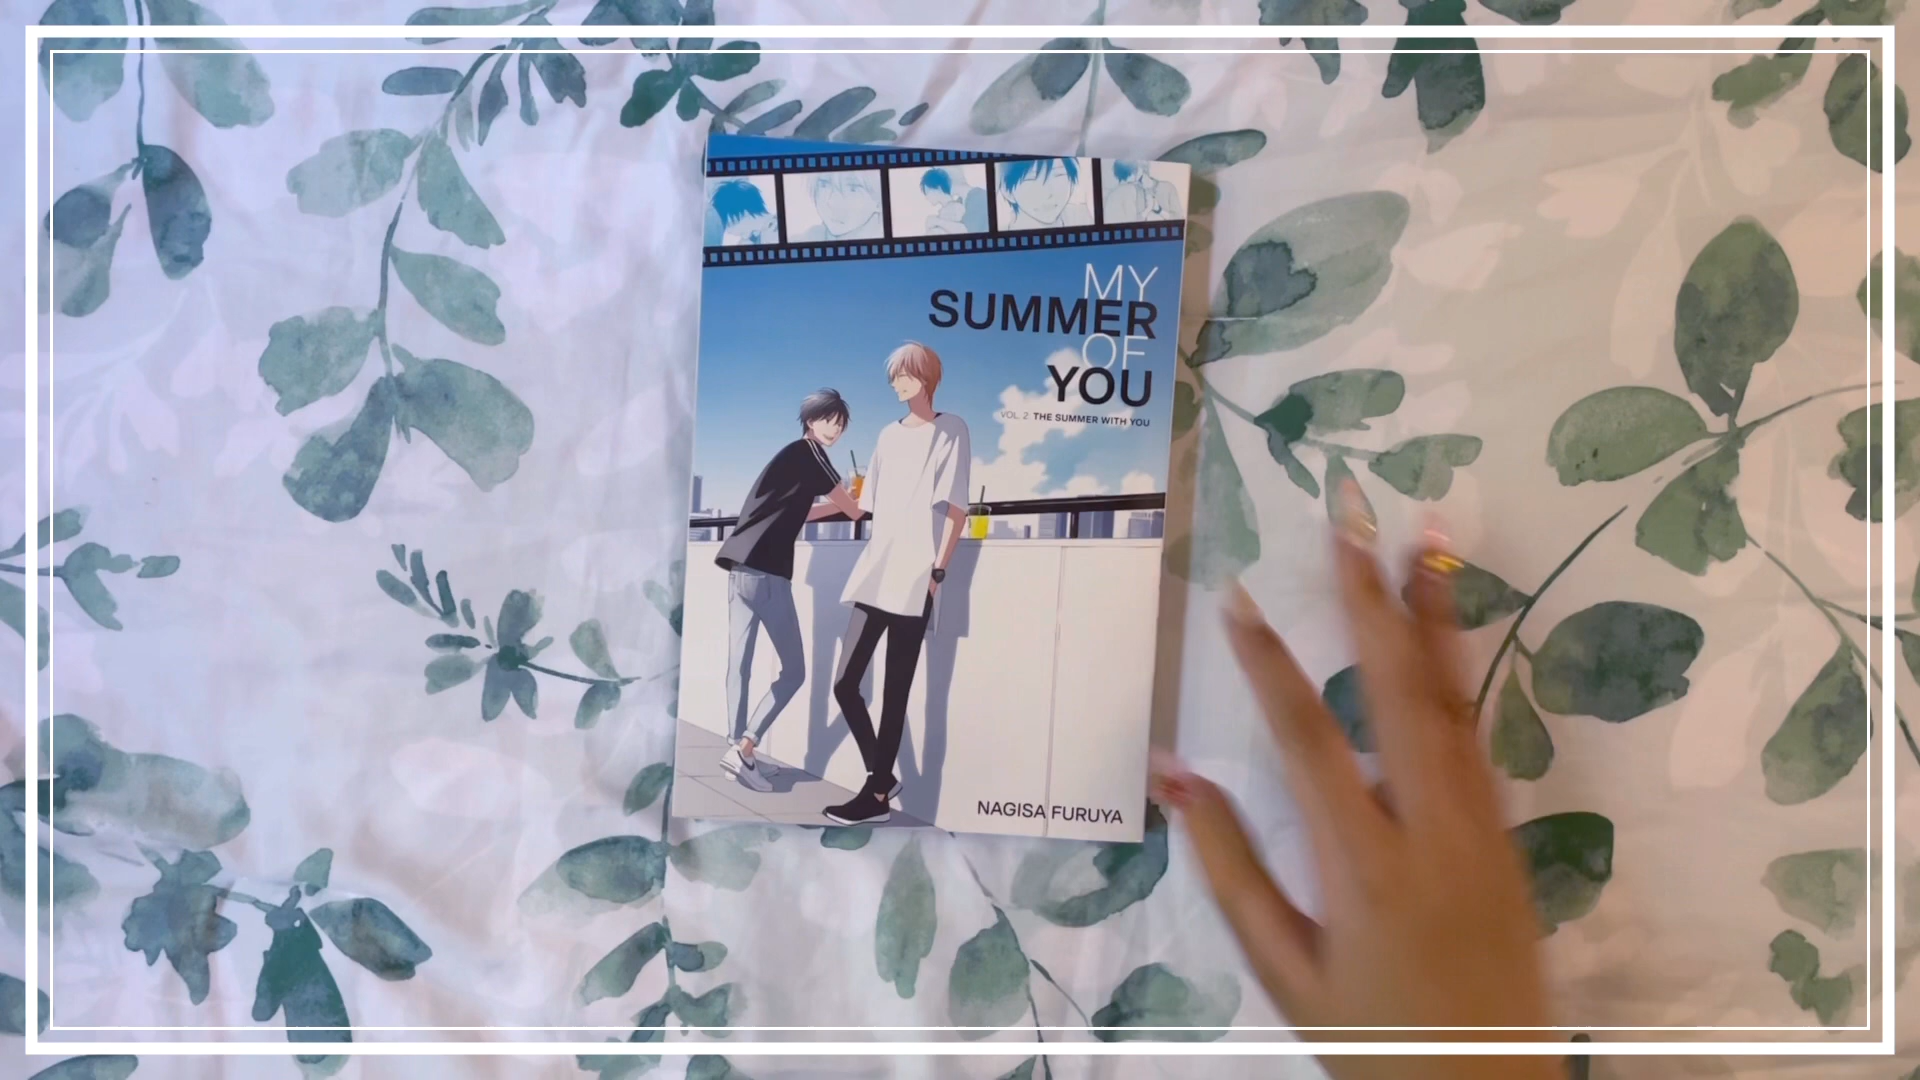 MY
SUMMER
OF
YOU
VOL. 2 THE SUMMER WITH YOU
NAGISA FURUYA